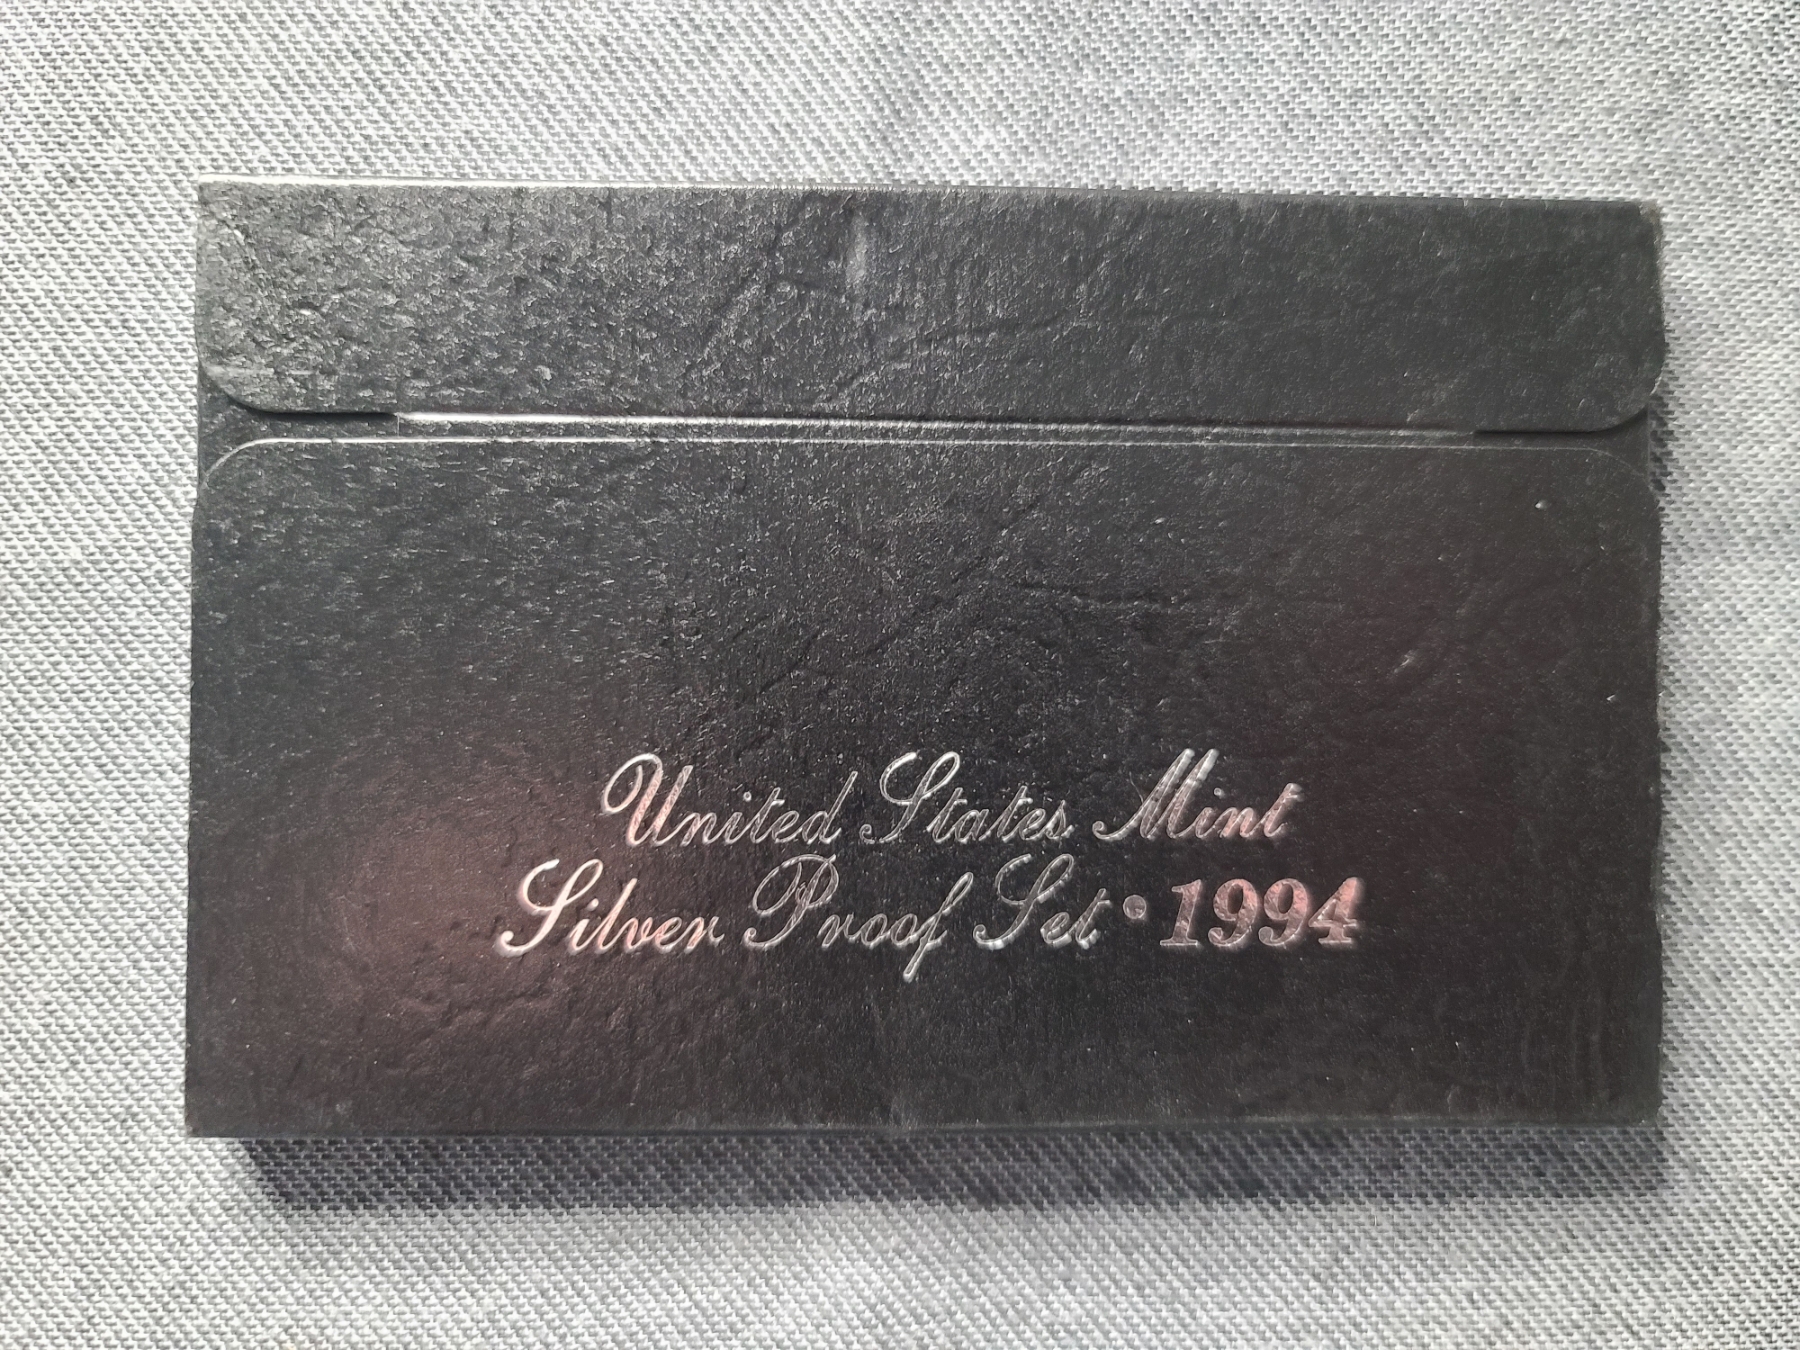 United States Mint
Silver Proof Set • 1994